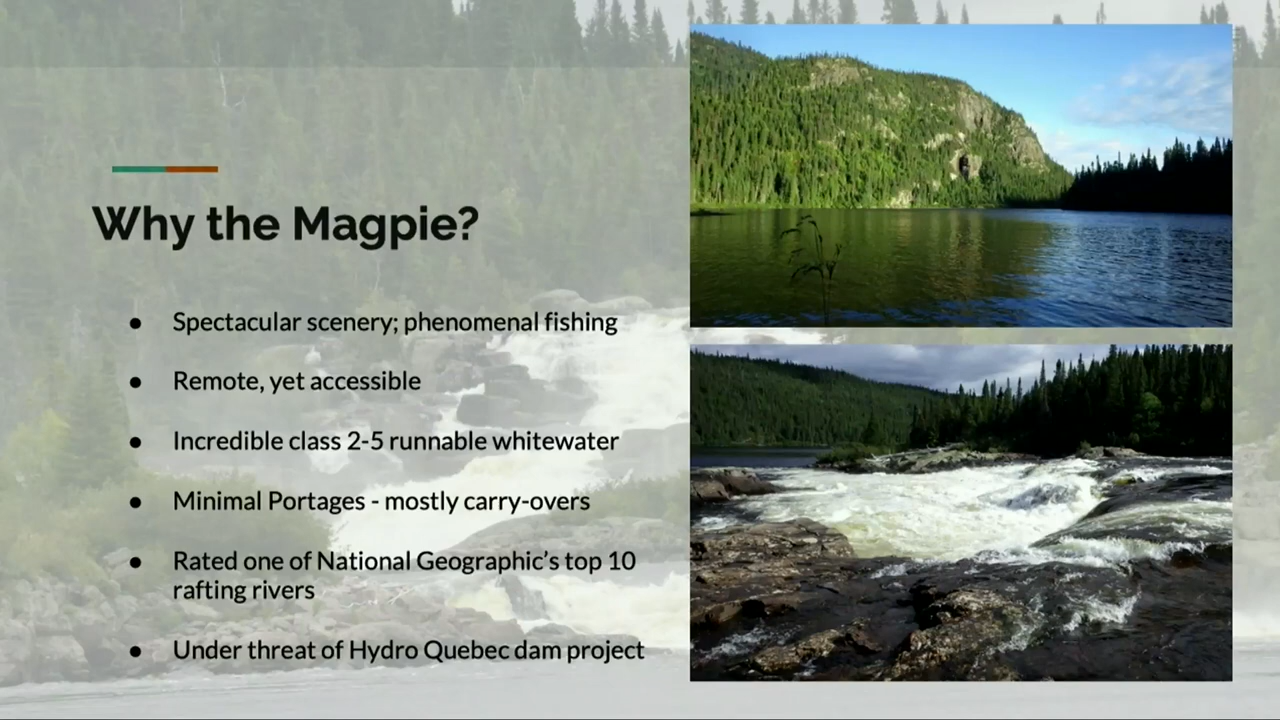 Why the Magpie?
● Spectacular scenery; phenomenal fishing
● Remote, yet accessible
● Incredible class 2-5 runnable whitewater
● Minimal Portages - mostly carry-overs
● Rated one of National Geographic’s top 10
rafting rivers
● Under threat of Hydro Quebec dam project